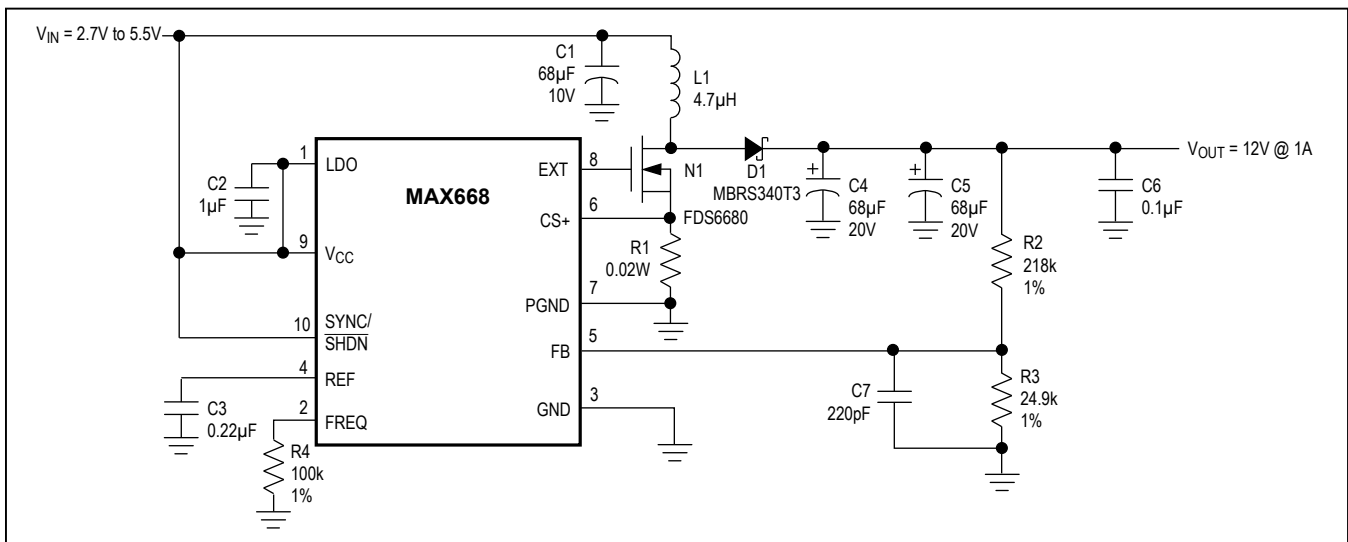 V_IN = 2.7V to 5.5V
C1
68µF
10V
L1
4.7µH
1
LDO
MAX668
EXT
8
N1
FDS6680
D1
MBRS340T3
V_OUT = 12V @ 1A
+
C4
68µF
20V
+
C5
68µF
20V
C6
0.1µF
C2
1µF
CS+
6
R1
0.02W
R2
218k
1%
9
V_CC
PGND
7
10
SYNC/
SHDN
FB
5
4
REF
C3
0.22µF
2
FREQ
R4
100k
1%
GND
3
C7
220pF
R3
24.9k
1%